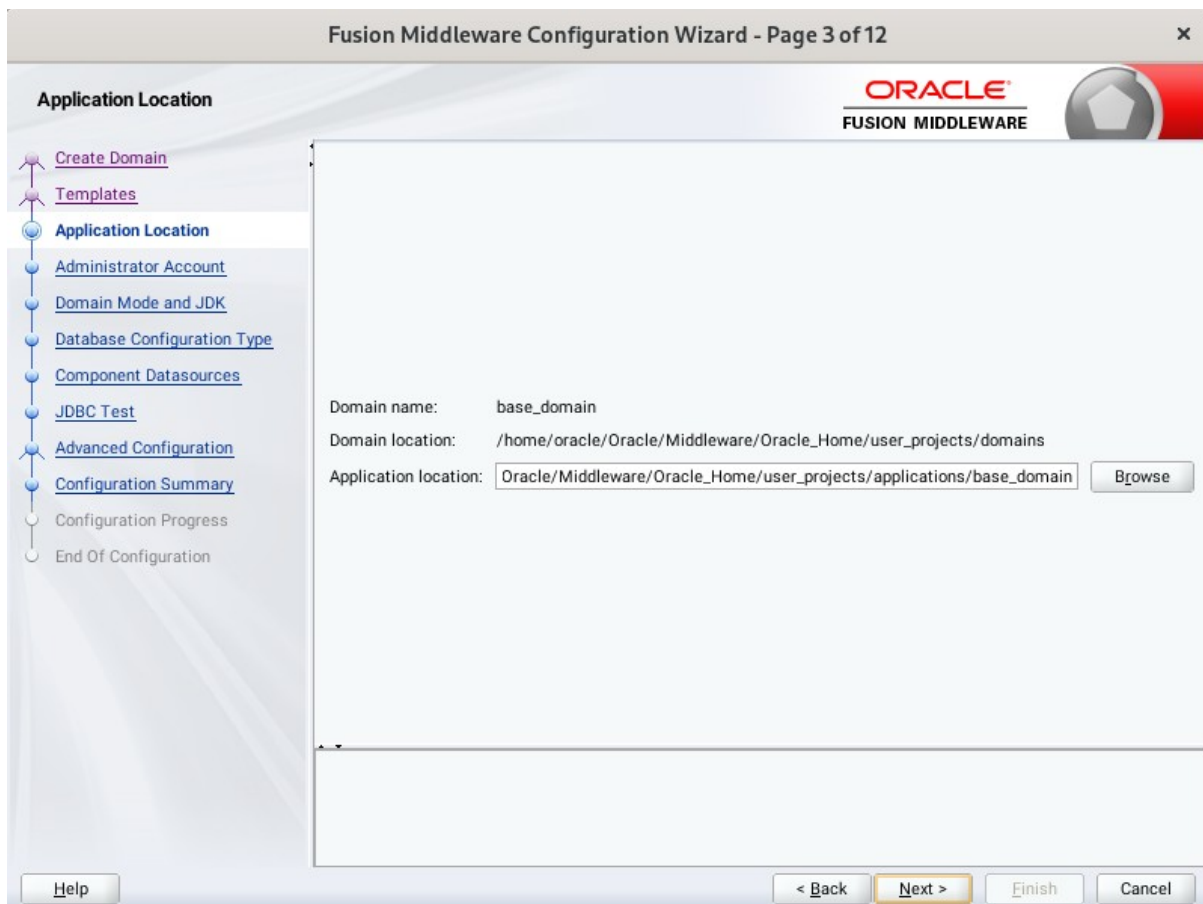 Fusion Middleware Configuration Wizard - Page 3 of 12
Application Location
ORACLE
FUSION MIDDLEWARE
Create Domain
Templates
Application Location
Administrator Account
Domain Mode and JDK
Database Configuration Type
Component Datasources
JDBC Test
Advanced Configuration
Configuration Summary
Configuration Progress
End Of Configuration
Domain name: base_domain
Domain location: /home/oracle/Oracle/Middleware/Oracle_Home/user_projects/domains
Application location: Oracle/Middleware/Oracle_Home/user_projects/applications/base_domain Browse
Help < Back Next > Finish Cancel